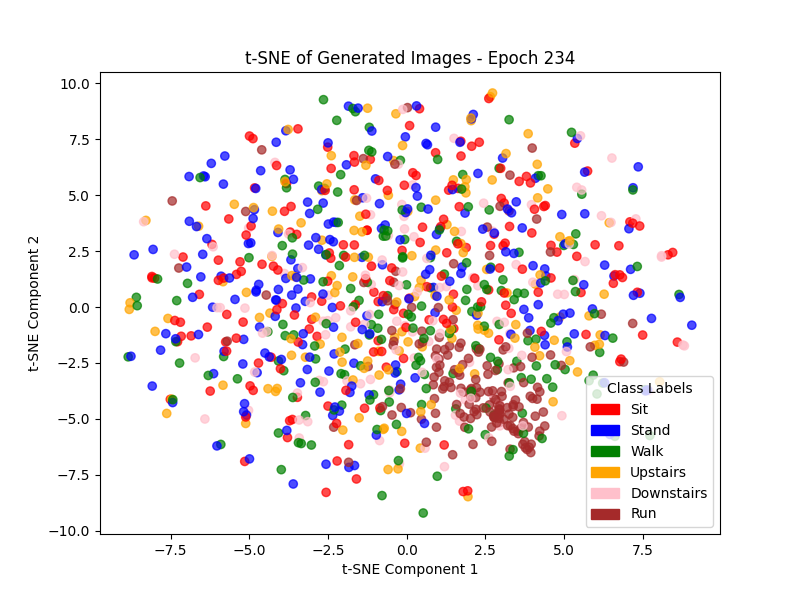 t-SNE of Generated Images - Epoch 234
t-SNE Component 2
10.0
7.5
5.0
2.5
0.0
−2.5
−5.0
−7.5
−10.0
Class Labels
Sit
Stand
Walk
Upstairs
Downstairs
Run
−7.5
−5.0
−2.5
0.0
2.5
5.0
7.5
t-SNE Component 1